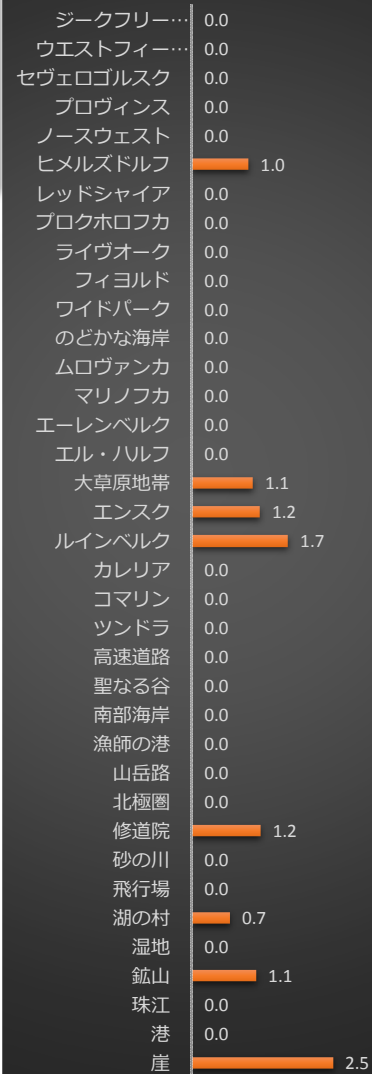 ジークフリー… 0.0
ウエストフィー… 0.0
セヴェロゴルスク 0.0
プロヴィンス 0.0
ノースウェスト 0.0
ヒメルズドルフ 1.0
レッドシャイア 0.0
プロクホロフカ 0.0
ライヴオーク 0.0
フィヨルド 0.0
ワイドパーク 0.0
のどかな海岸 0.0
ムロヴァンカ 0.0
マリノフカ 0.0
エーレンベルク 0.0
エル・ハルフ 0.0
大草原地帯 1.1
エンスク 1.2
ルインベルク 1.7
カレリア 0.0
コマリン 0.0
ツンドラ 0.0
高速道路 0.0
聖なる谷 0.0
南部海岸 0.0
漁師の港 0.0
山岳路 0.0
北極圏 0.0
修道院 1.2
砂の川 0.0
飛行場 0.0
湖の村 0.7
湿地 0.0
鉱山 1.1
珠江 0.0
港 0.0
崖 2.5